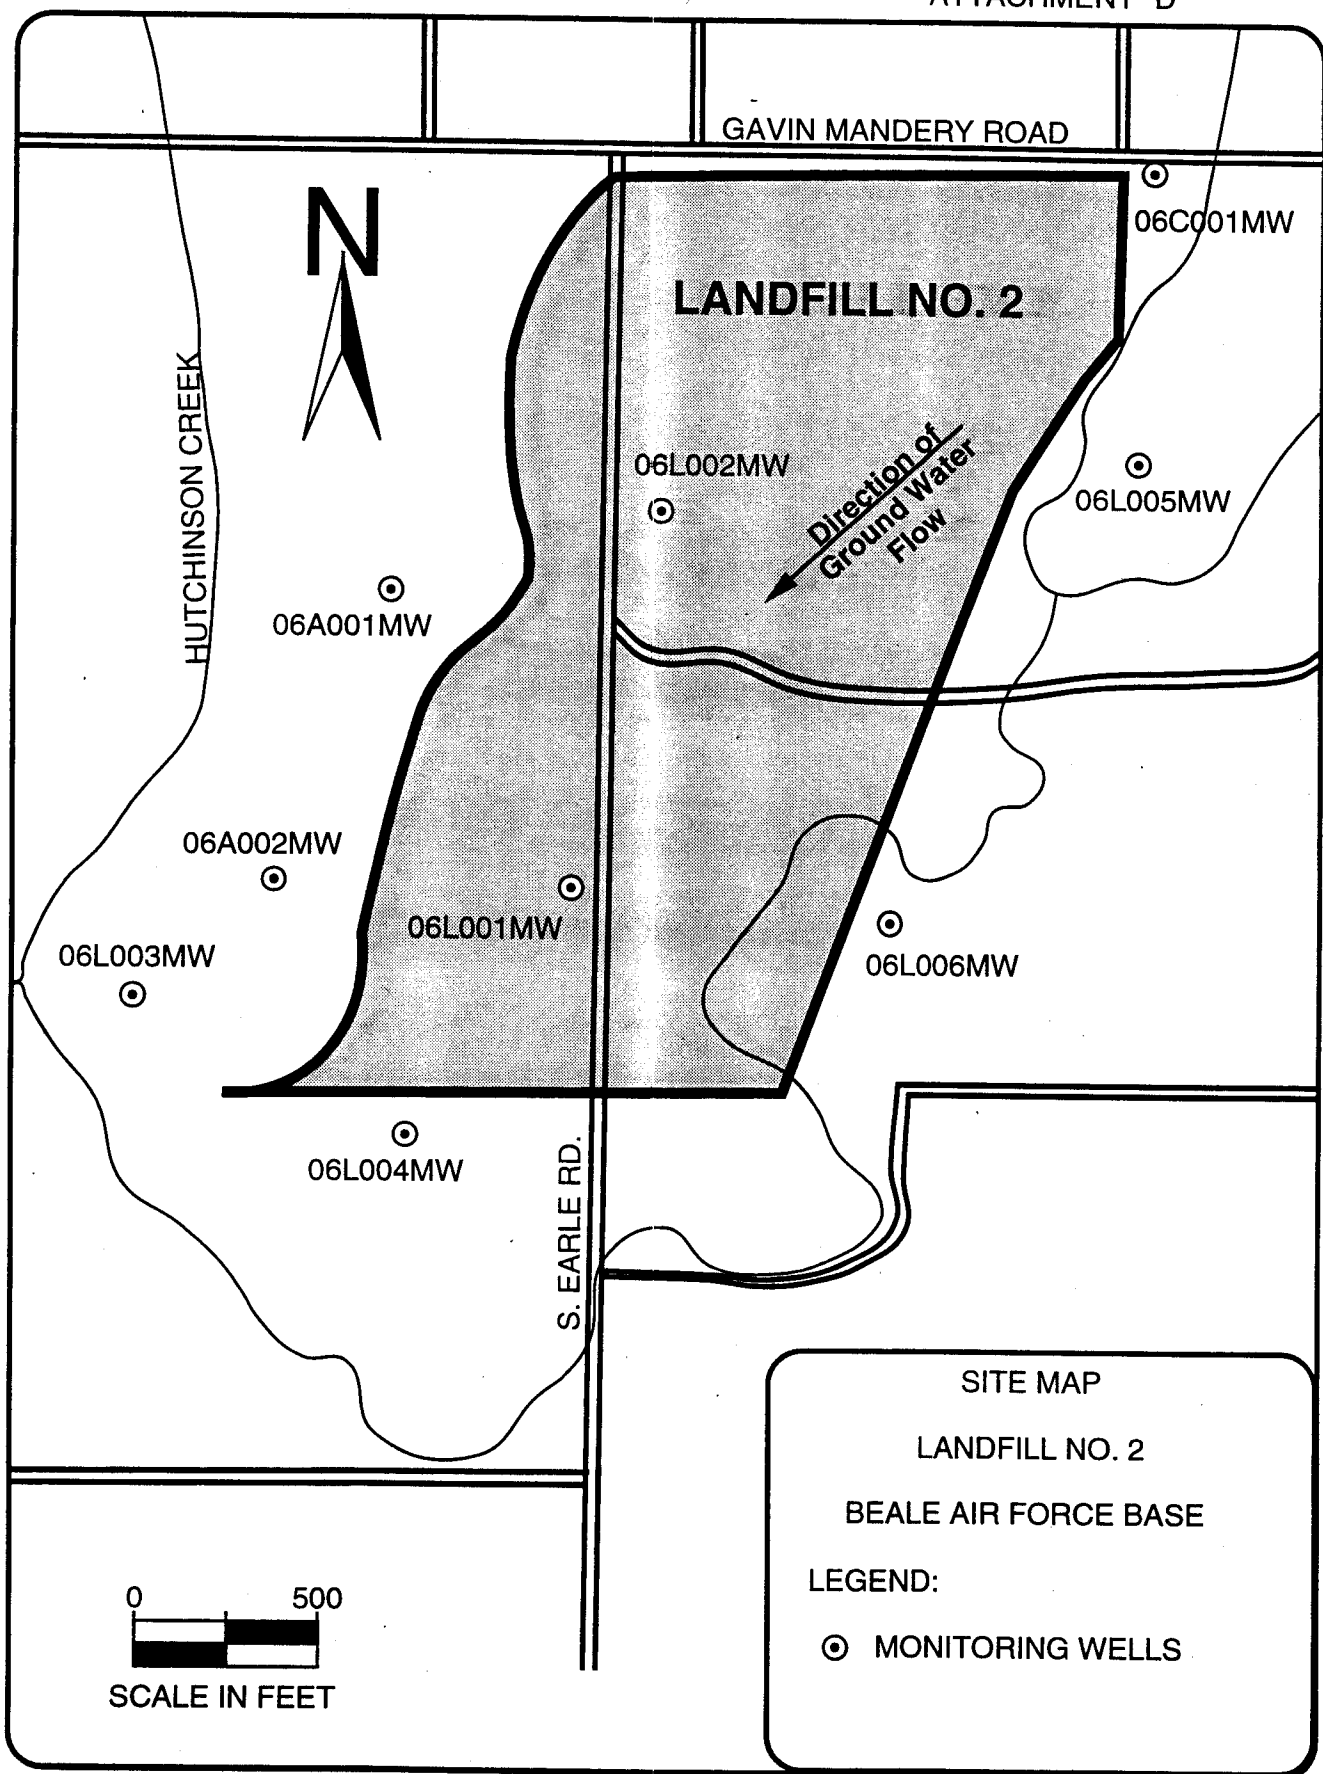 ATTACHMENT D
GAVIN MANDERY ROAD
N
06C001MW
LANDFILL NO. 2
HUTCHINSON CREEK
06L002MW
Direction of
Ground Water
Flow
06L005MW
06A001MW
06A002MW
06L001MW
06L003MW
06L006MW
06L004MW
S. EARLE RD.
SITE MAP
LANDFILL NO. 2
BEALE AIR FORCE BASE
LEGEND:
MONITORING WELLS
0 500
SCALE IN FEET